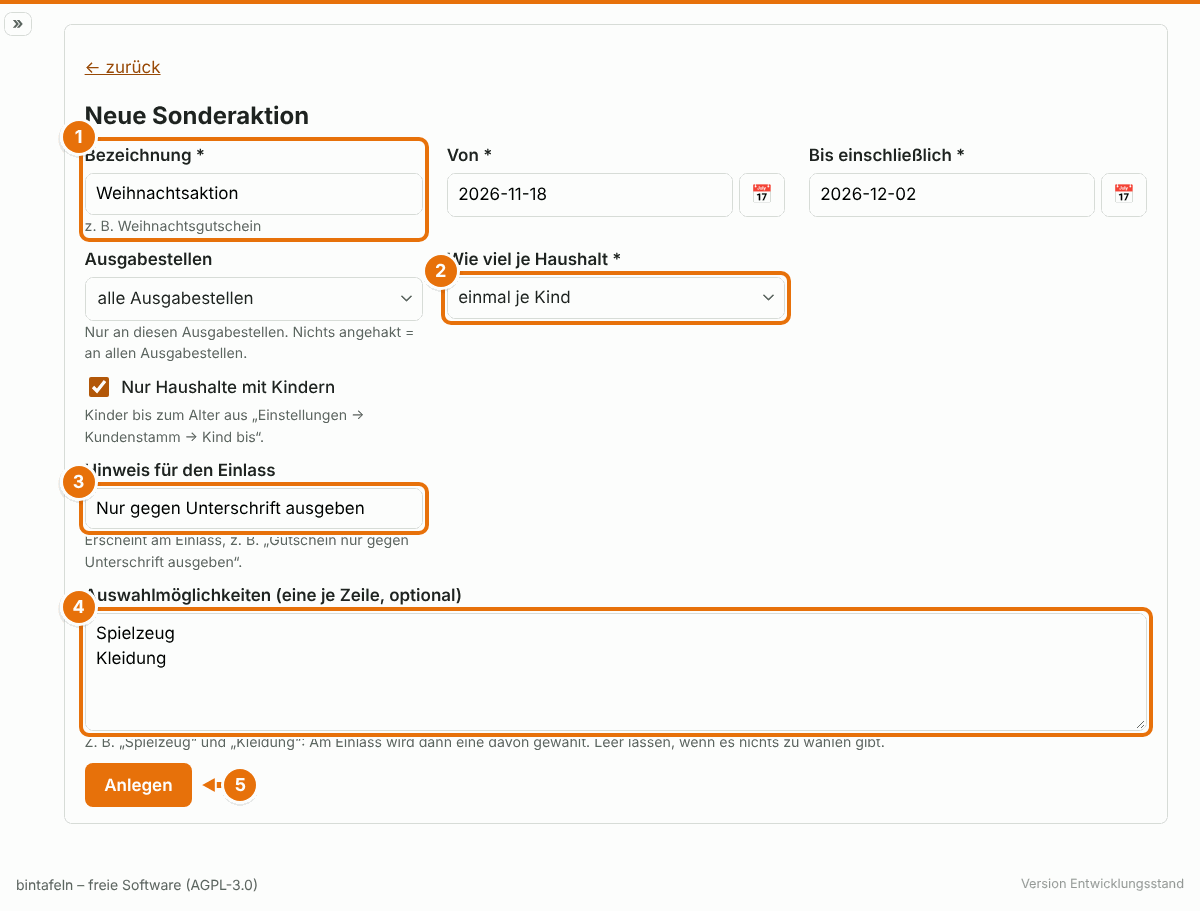 »
← zurück
Neue Sonderaktion
1
Bezeichnung *
Von *
Bis einschließlich *
Weihnachtsaktion
2026-11-18
2026-12-02
z. B. Weihnachtsgutschein
Ausgabestellen
2
Wie viel je Haushalt *
alle Ausgabestellen
einmal je Kind
Nur an diesen Ausgabestellen. Nichts angehakt =
an allen Ausgabestellen.
Nur Haushalte mit Kindern
Kinder bis zum Alter aus „Einstellungen →
Kundenstamm → Kind bis“.
3
Hinweis für den Einlass
Nur gegen Unterschrift ausgeben
Erscheint am Einlass, z. B. „Gutschein nur gegen
Unterschrift ausgeben“.
4
Auswahlmöglichkeiten (eine je Zeile, optional)
Spielzeug
Kleidung
Z. B. „Spielzeug“ und „Kleidung“: Am Einlass wird dann eine davon gewählt. Leer lassen, wenn es nichts zu wählen gibt.
Anlegen
5
bintafeln – freie Software (AGPL-3.0)
Version Entwicklungsstand